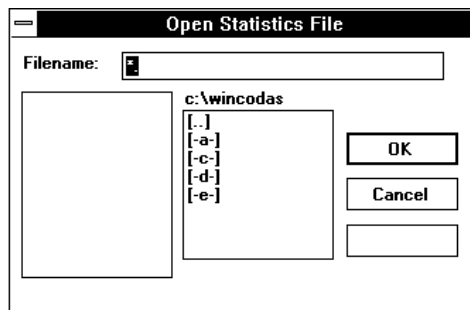 Open Statistics File
Filename: *.
c:\wincodas
[..]
[-a-]
[-c-]
[-d-]
[-e-]
OK
Cancel